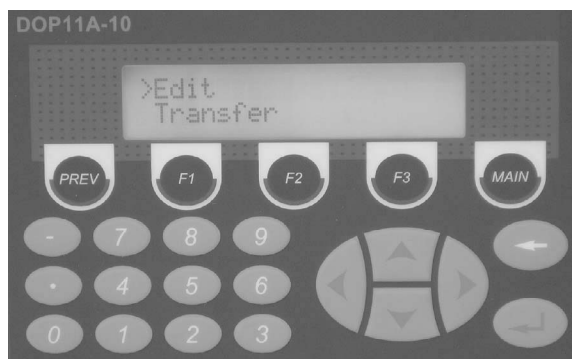 DOP11A-10
>Edit
Transfer
PREV F1 F2 F3 MAIN
- 7 8 9
. 4 5 6
0 1 2 3